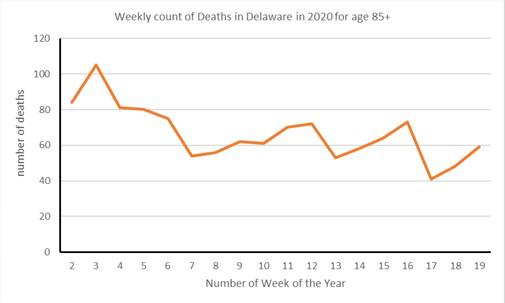 Weekly count of Deaths in Delaware in 2020 for age 85+
120
100
80
60
40
20
0
number of deaths
2 3 4 5 6 7 8 9 10 11 12 13 14 15 16 17 18 19
Number of Week of the Year